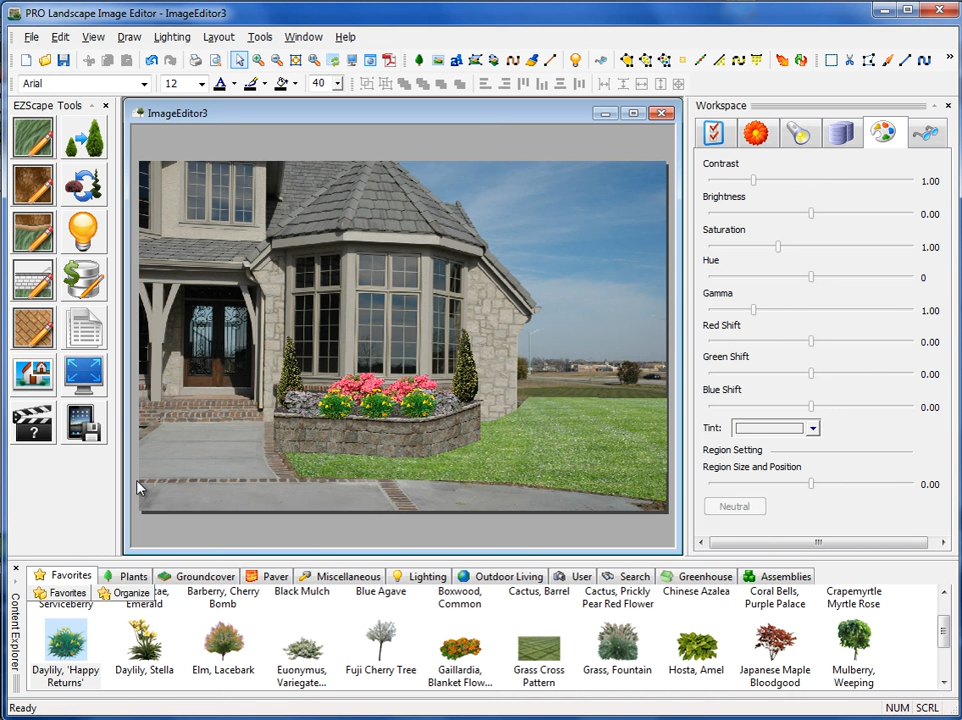 PRO Landscape Image Editor - ImageEditor3
File Edit View Draw Lighting Layout Tools Window Help
Arial 12 A 40
EZScape Tools
ImageEditor3
Workspace
Contrast
1.00
Brightness
0.00
Saturation
1.00
Hue
0
Gamma
1.00
Red Shift
0.00
Green Shift
0.00
Blue Shift
0.00
Tint:
Region Setting
Region Size and Position
0.00
Neutral
?
Content Explorer
Favorites Plants Groundcover Paver Miscellaneous Lighting Outdoor Living User Search Greenhouse Assemblies
Favorites Organize
Serviceberry
Emerald
Barberry, Cherry
Bomb
Black Mulch
Blue Agave
Boxwood,
Common
Cactus, Barrel
Cactus, Prickly
Pear Red Flower
Chinese Azalea
Coral Bells,
Purple Palace
Crapemyrtle
Myrtle Rose
Daylily, 'Happy
Returns'
Daylily, Stella
Elm, Lacebark
Euonymus,
Variegate...
Fuji Cherry Tree
Gaillardia,
Blanket Flow...
Grass Cross
Pattern
Grass, Fountain
Hosta, Amel
Japanese Maple
Bloodgood
Mulberry,
Weeping
Ready
NUM SCRL